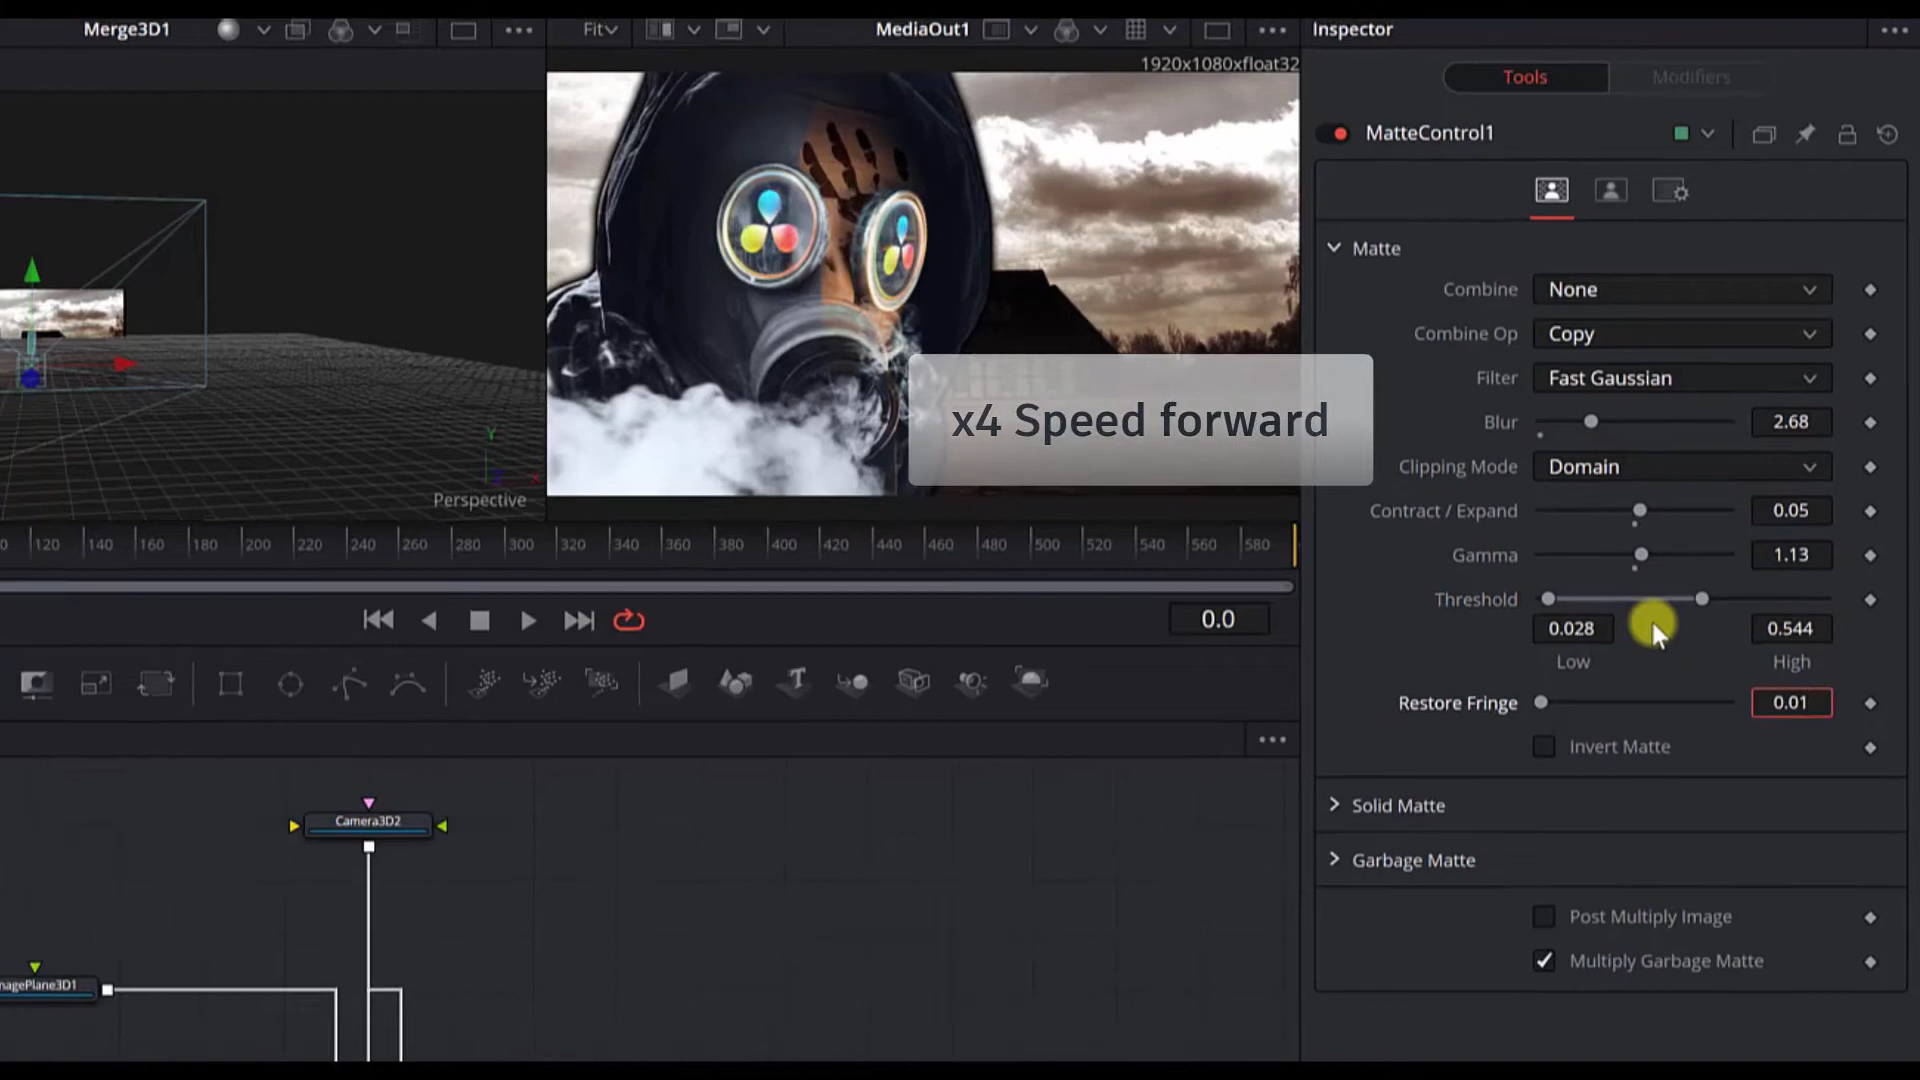 Merge3D1
Fit
MediaOut1
Inspector
1920x1080xfloat32
Tools
Modifiers
MatteControl1
Matte
Combine
None
Combine Op
Copy
Filter
Fast Gaussian
x4 Speed forward
Blur
2.68
Clipping Mode
Domain
Y
Z
X
Perspective
Contract / Expand
0.05
0 120 140 160 180 200 220 240 260 280 300 320 340 360 380 400 420 440 460 480 500 520 540 560 580
Gamma
1.13
Threshold
0.028
0.544
Low
High
0.0
Restore Fringe
0.01
Invert Matte
Solid Matte
Camera3D2
Garbage Matte
Post Multiply Image
Multiply Garbage Matte
magePlane3D1